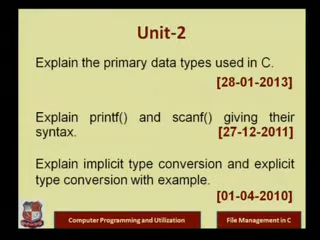 Unit-2
Explain the primary data types used in C.
[28-01-2013]
Explain printf() and scanf() giving their
syntax. [27-12-2011]
Explain implicit type conversion and explicit
type conversion with example.
[01-04-2010]
Computer Programming and Utilization
File Management in C